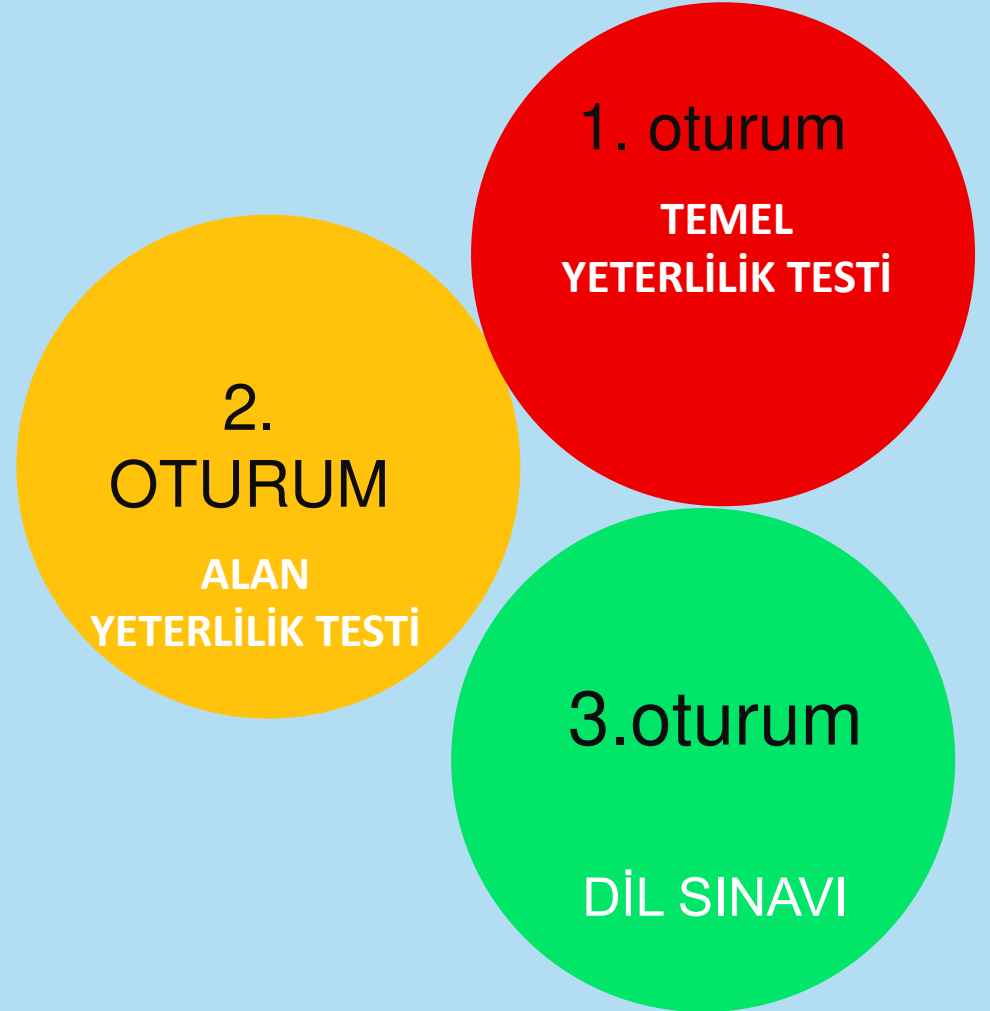 1. oturum
TEMEL
YETERLİLİK TESTİ
2.
OTURUM
ALAN
YETERLİLİK TESTİ
3.oturum
DİL SINAVI